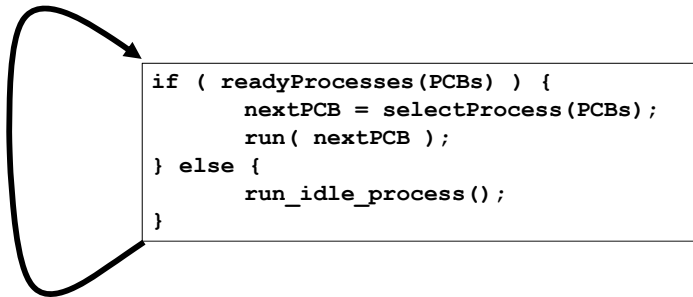 if ( readyProcesses(PCBs) ) {
nextPCB = selectProcess(PCBs);
run( nextPCB );
} else {
run_idle_process();
}